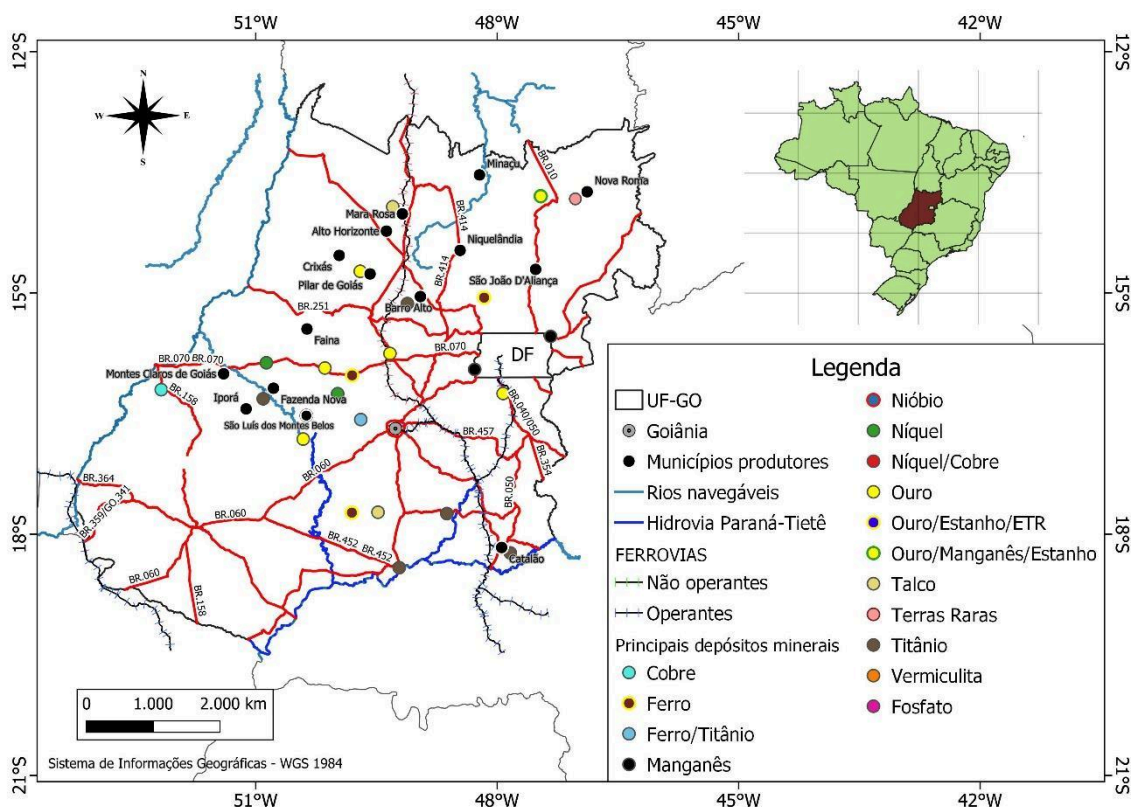 51°W 48°W 45°W 42°W
12°S 12°S
N
W E
S
Minaçu
BR.010
Nova Roma
Mara Rosa
BR.414
Alto Horizonte
Niquelândia
Crixás
BR.414
São João D'Aliança
Pilar de Goiás
15°S 15°S
Barro Alto
BR.251
Faina
DF
BR.070 BR.070 BR.070
Montes Claros de Goiás
BR.158
Iporá
Fazenda Nova
BR.040/050
São Luís dos Montes Belos
BR.457
BR.354
BR.060
BR.364
BR.050
BR.359/GO.341
BR.060
18°S 18°S
BR.452 BR.452
Catalão
BR.060
BR.158
Legenda
UF-GO
Goiânia
Municípios produtores
Rios navegáveis
Hidrovia Paraná-Tietê
FERROVIAS
Não operantes
Operantes
Principais depósitos minerais
Cobre
Ferro
Ferro/Titânio
Manganês
Nióbio
Níquel
Níquel/Cobre
Ouro
Ouro/Estanho/ETR
Ouro/Manganês/Estanho
Talco
Terras Raras
Titânio
Vermiculita
Fosfato
0 1.000 2.000 km
Sistema de Informações Geográficas - WGS 1984
21°S 21°S
51°W 48°W 45°W 42°W